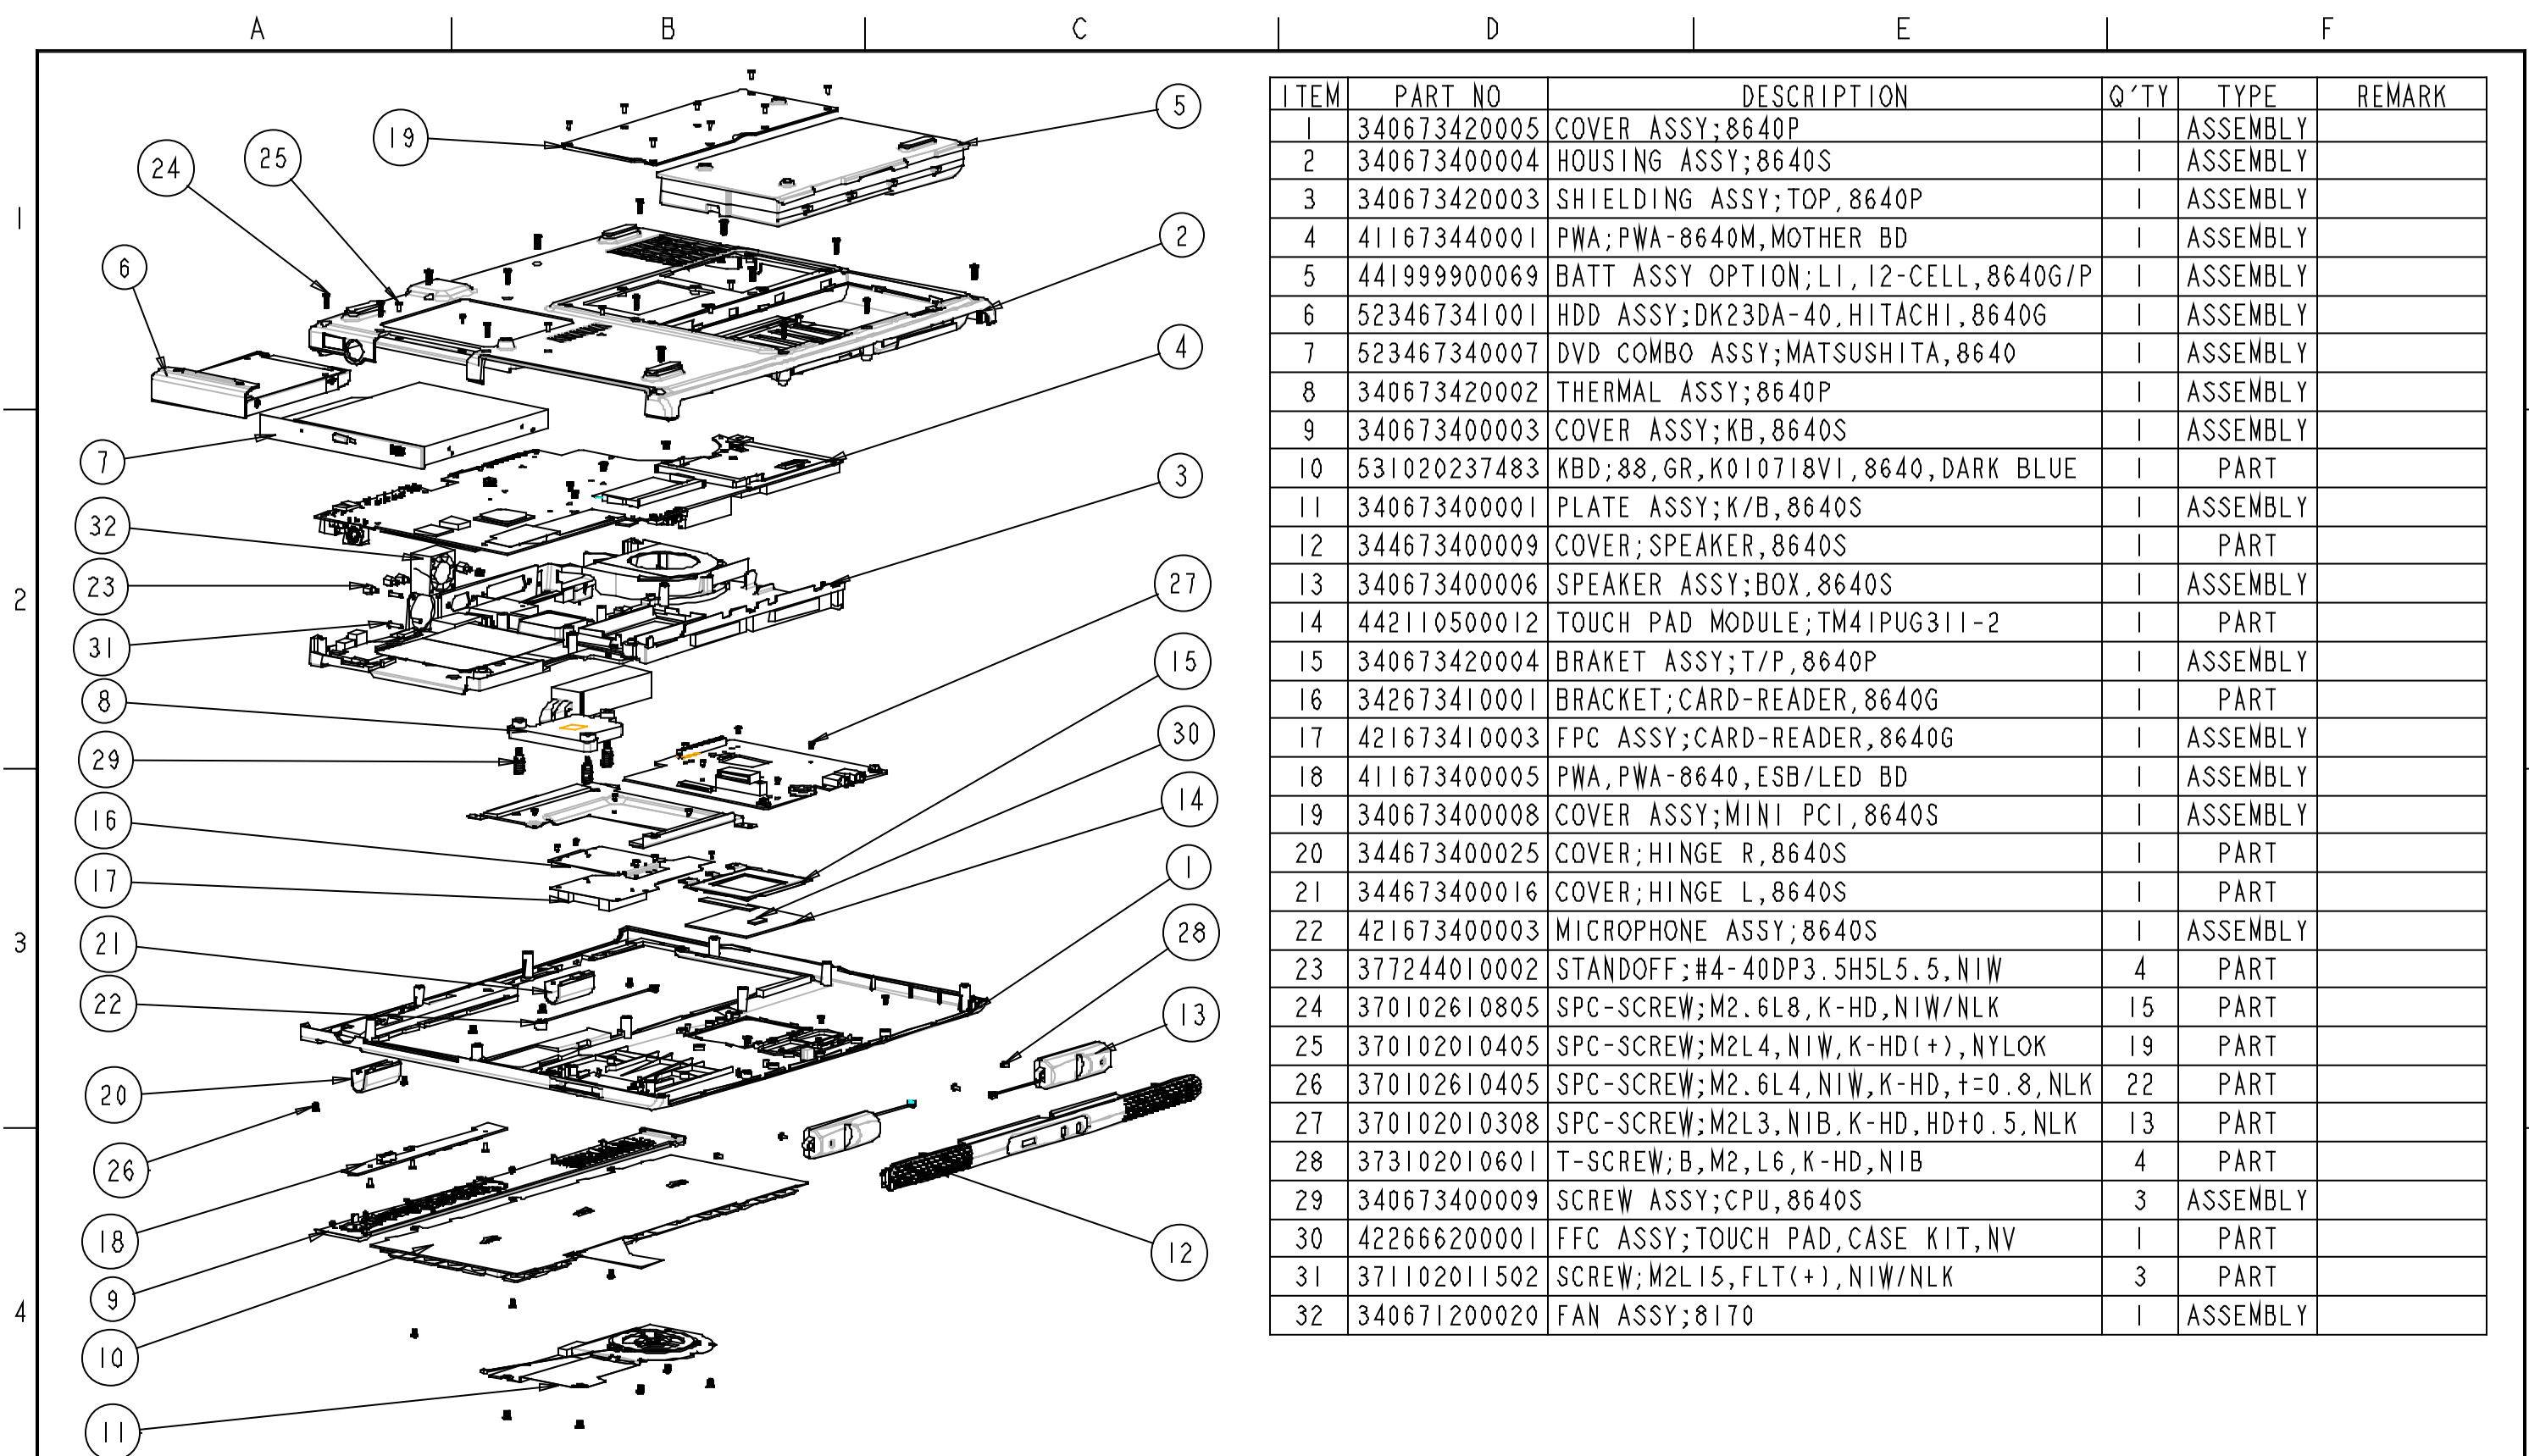 A B C D E F
1
2
3
4
19
5
25
24
2
6
4
7
3
32
27
23
31
15
8
30
29
14
16
1
17
28
21
22
13
20
26
18
12
9
10
11
ITEM PART NO DESCRIPTION Q'TY TYPE REMARK
1 340673420005 COVER ASSY;8640P 1 ASSEMBLY
2 340673400004 HOUSING ASSY;8640S 1 ASSEMBLY
3 340673420003 SHIELDING ASSY;TOP,8640P 1 ASSEMBLY
4 411673440001 PWA;PWA-8640M,MOTHER BD 1 ASSEMBLY
5 441999900069 BATT ASSY OPTION;LI,12-CELL,8640G/P 1 ASSEMBLY
6 523467341001 HDD ASSY;DK23DA-40,HITACHI,8640G 1 ASSEMBLY
7 523467340007 DVD COMBO ASSY;MATSUSHITA,8640 1 ASSEMBLY
8 340673420002 THERMAL ASSY;8640P 1 ASSEMBLY
9 340673400003 COVER ASSY;KB,8640S 1 ASSEMBLY
10 531020237483 KBD;88,GR,K010718V1,8640,DARK BLUE 1 PART
11 340673400001 PLATE ASSY;K/B,8640S 1 ASSEMBLY
12 344673400009 COVER;SPEAKER,8640S 1 PART
13 340673400006 SPEAKER ASSY;BOX,8640S 1 ASSEMBLY
14 442110500012 TOUCH PAD MODULE;TM41PUG311-2 1 PART
15 340673420004 BRAKET ASSY;T/P,8640P 1 ASSEMBLY
16 342673410001 BRACKET;CARD-READER,8640G 1 PART
17 421673410003 FPC ASSY;CARD-READER,8640G 1 ASSEMBLY
18 411673400005 PWA,PWA-8640,ESB/LED BD 1 ASSEMBLY
19 340673400008 COVER ASSY;MINI PCI,8640S 1 ASSEMBLY
20 344673400025 COVER;HINGE R,8640S 1 PART
21 344673400016 COVER;HINGE L,8640S 1 PART
22 421673400003 MICROPHONE ASSY;8640S 1 ASSEMBLY
23 377244010002 STANDOFF;#4-40DP3.5H5L5.5,NIW 4 PART
24 370102610805 SPC-SCREW;M2.6L8,K-HD,NIW/NLK 15 PART
25 370102010405 SPC-SCREW;M2L4,NIW,K-HD(+),NYLOK 19 PART
26 370102610405 SPC-SCREW;M2.6L4,NIW,K-HD,t=0.8,NLK 22 PART
27 370102010308 SPC-SCREW;M2L3,NIB,K-HD,HDt0.5,NLK 13 PART
28 373102010601 T-SCREW;B,M2,L6,K-HD,NIB 4 PART
29 340673400009 SCREW ASSY;CPU,8640S 3 ASSEMBLY
30 422666200001 FFC ASSY;TOUCH PAD,CASE KIT,NV 1 PART
31 371102011502 SCREW;M2L15,FLT(+),NIW/NLK 3 PART
32 340671200020 FAN ASSY;8170 1 ASSEMBLY